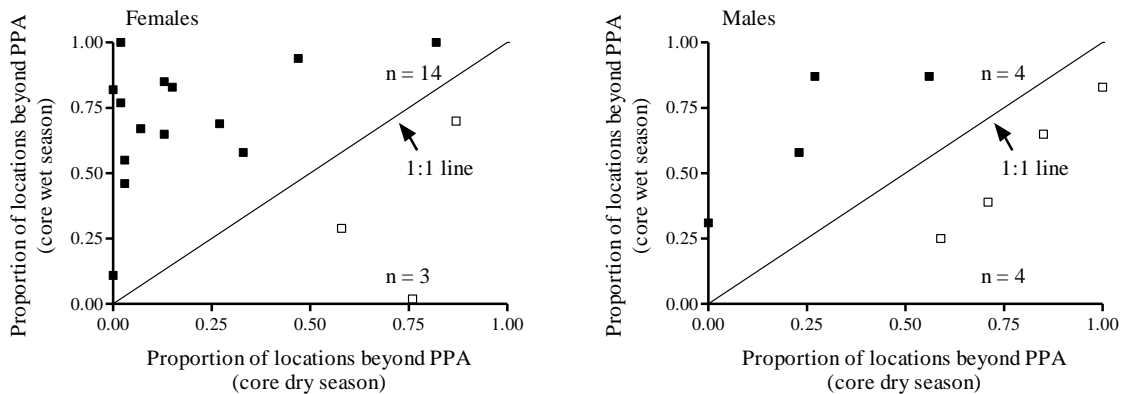 Females
Proportion of locations beyond PPA
(core wet season)
1.00
0.75
0.50
0.25
0.00
n = 14
1:1 line
n = 3
0.00
0.25
0.50
0.75
1.00
Proportion of locations beyond PPA
(core dry season)
Males
Proportion of locations beyond PPA
(core wet season)
1.00
0.75
0.50
0.25
0.00
n = 4
1:1 line
n = 4
0.00
0.25
0.50
0.75
1.00
Proportion of locations beyond PPA
(core dry season)